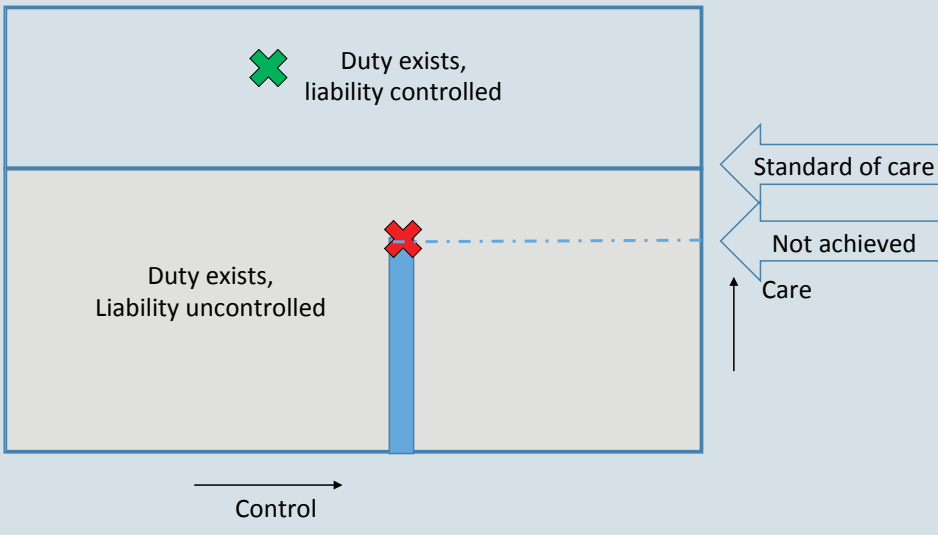 Duty exists,
liability controlled
Standard of care
Not achieved
Duty exists,
Liability uncontrolled
Care
Control